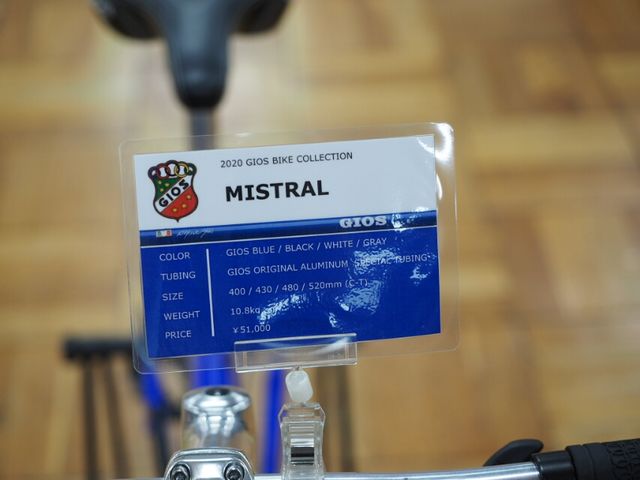 2020 GIOS BIKE COLLECTION
GIOS
MISTRAL
GIOS
COLOR GIOS BLUE / BLACK / WHITE / GRAY
TUBING GIOS ORIGINAL ALUMINUM SPECIAL TUBING
SIZE 400 / 430 / 480 / 520mm (C-T)
WEIGHT 10.8kg
PRICE ¥51,000